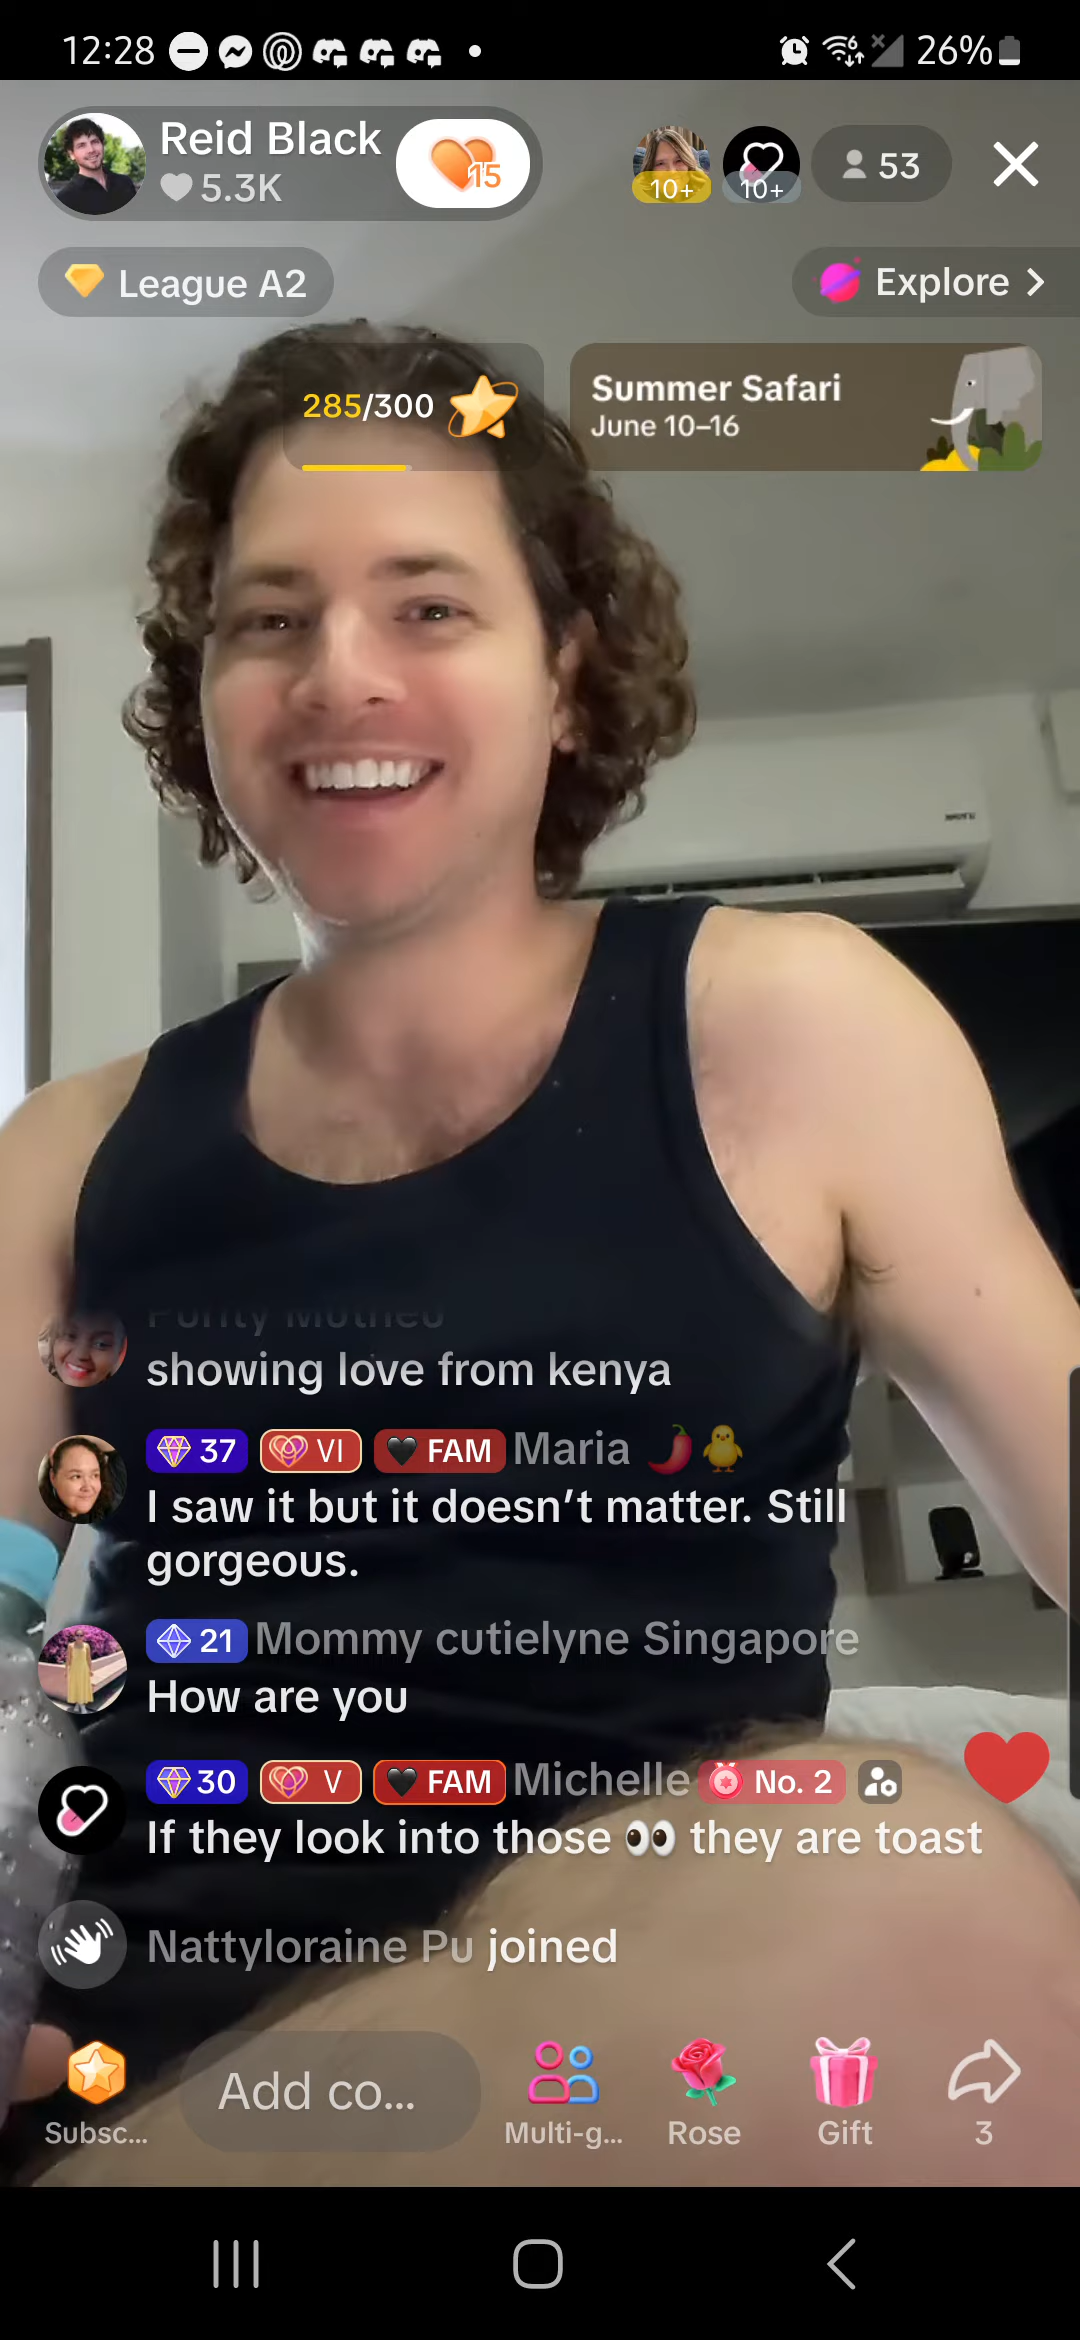 12:28
26%
Reid Black
5.3K
15
10+
10+
53
League A2
Explore
285/300
Summer Safari
June 10–16
showing love from kenya
37 VI FAM Maria
I saw it but it doesn't matter. Still
gorgeous.
21 Mommy cutielyne Singapore
How are you
30 V FAM Michelle No. 2
If they look into those 👀 they are toast
Nattyloraine Pu joined
Add co...
Subsc...
Multi-g...
Rose
Gift
3